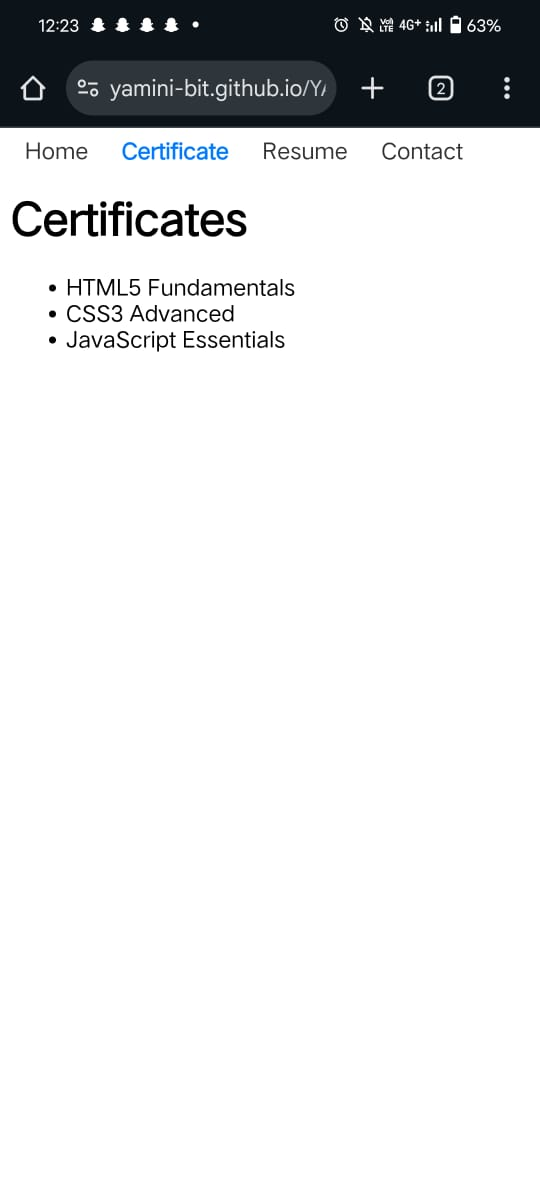 12:23 4G+ 63%
yamini-bit.github.io/Y
2
Home Certificate Resume Contact
Certificates
• HTML5 Fundamentals
• CSS3 Advanced
• JavaScript Essentials